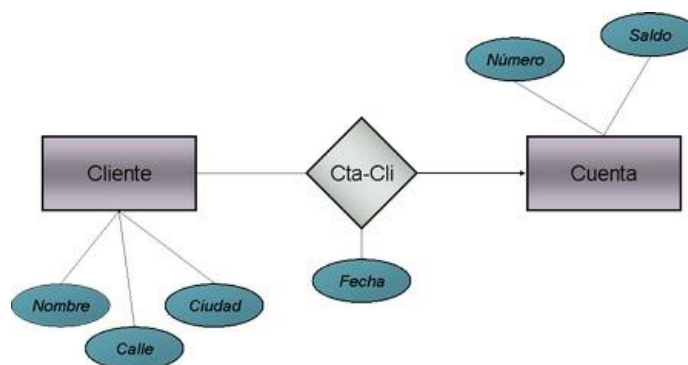 Saldo
Número
Cliente
Cta-Cli
Cuenta
Nombre
Ciudad
Fecha
Calle